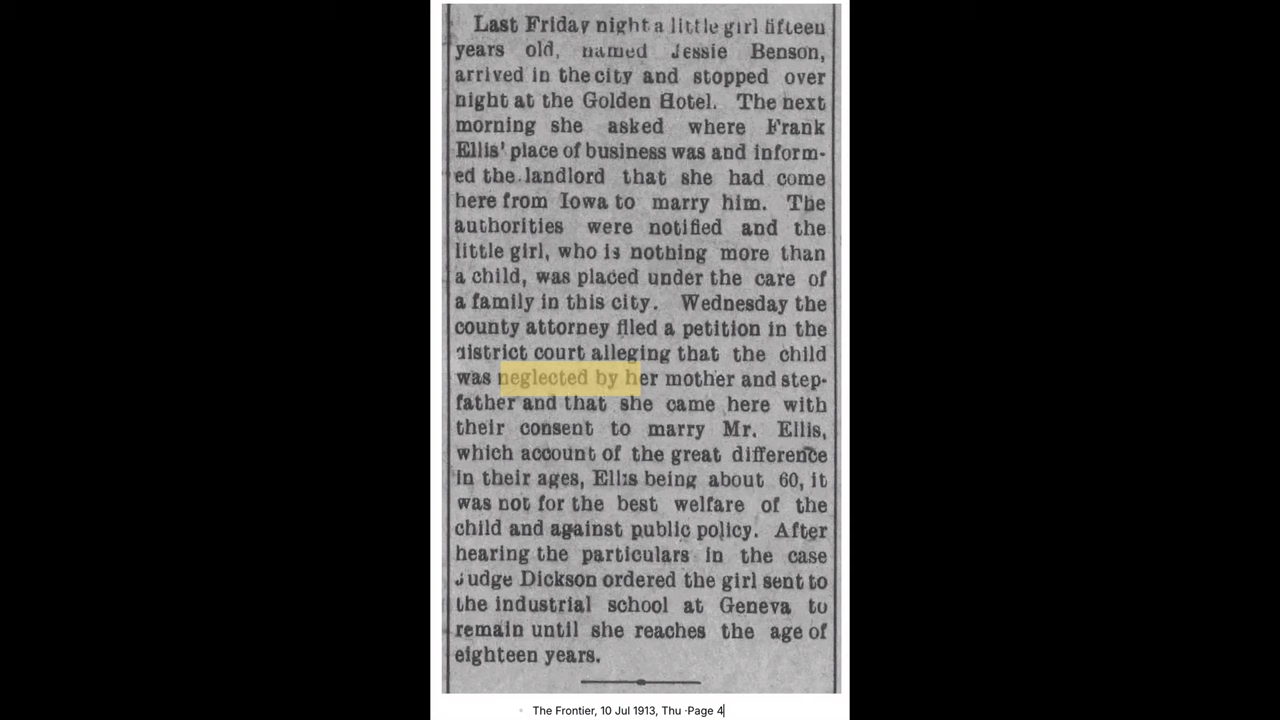 Last Friday night a little girl fifteen
years old, named Jessie Benson,
arrived in the city and stopped over
night at the Golden Hotel. The next
morning she asked where Frank
Ellis' place of business was and inform-
ed the landlord that she had come
here from Iowa to marry him. The
authorities were notified and the
little girl, who is nothing more than
a child, was placed under the care of
a family in this city. Wednesday the
county attorney filed a petition in the
district court alleging that the child
was neglected by her mother and step-
father and that she came here with
their consent to marry Mr. Ellis,
which account of the great difference
in their ages, Ellis being about 60, it
was not for the best welfare of the
child and against public policy. After
hearing the particulars in the case
Judge Dickson ordered the girl sent to
the industrial school at Geneva to
remain until she reaches the age of
eighteen years.
The Frontier, 10 Jul 1913, Thu ·Page 4